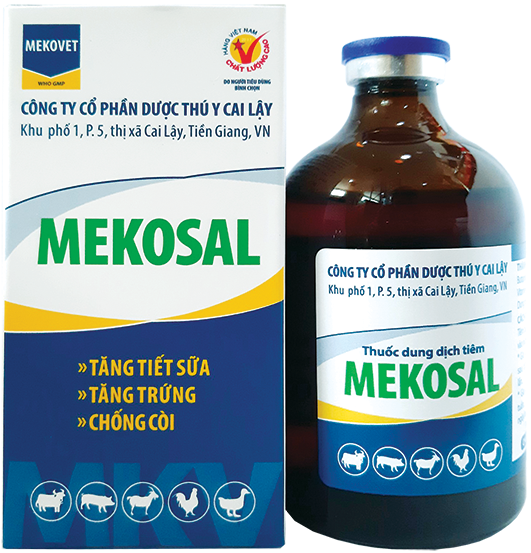 MEKOVET
WHO-GMP
HÀNG VIỆT NAM
CHẤT LƯỢNG CAO
DO NGƯỜI TIÊU DÙNG
BÌNH CHỌN
CÔNG TY CỔ PHẦN DƯỢC THÚ Y CAI LẬY
Khu phố 1, P. 5, thị xã Cai Lậy, Tiền Giang, VN
MEKOSAL
»TĂNG TIẾT SỮA
»TĂNG TRỨNG
»CHỐNG CÒI
MKV
CÔNG TY CỔ PHẦN DƯỢC THÚ Y CAI LẬY
Khu phố 1, P. 5, thị xã Cai Lậy, Tiền Giang, VN
Thuốc dung dịch tiêm
MEKOSAL